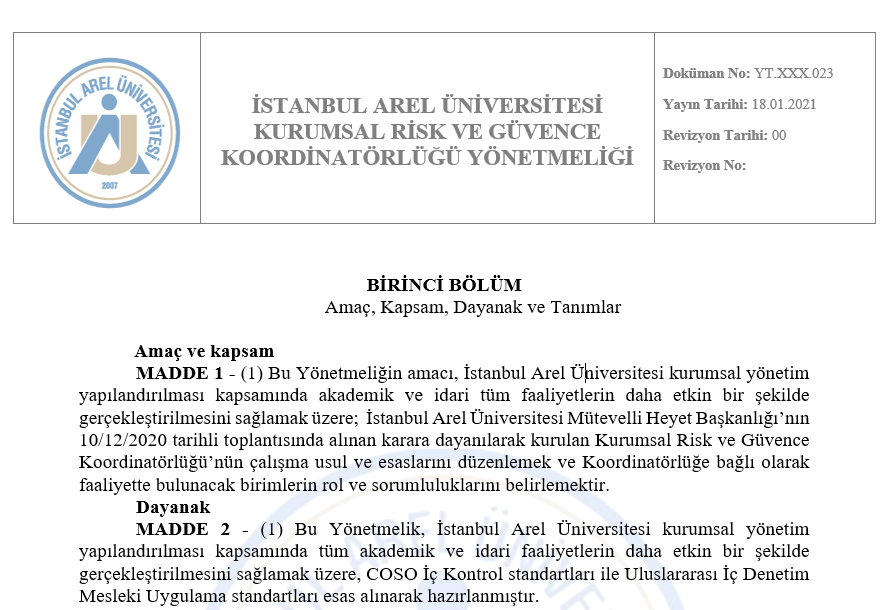 İSTANBUL AREL ÜNİVERSİTESİ
2007
İSTANBUL AREL ÜNİVERSİTESİ
KURUMSAL RİSK VE GÜVENCE
KOORDİNATÖRLÜĞÜ YÖNETMELİĞİ
Doküman No: YT.XXX.023
Yayın Tarihi: 18.01.2021
Revizyon Tarihi: 00
Revizyon No:
BİRİNCİ BÖLÜM
Amaç, Kapsam, Dayanak ve Tanımlar
Amaç ve kapsam
MADDE 1 - (1) Bu Yönetmeliğin amacı, İstanbul Arel Üniversitesi kurumsal yönetim
yapılandırılması kapsamında akademik ve idari tüm faaliyetlerin daha etkin bir şekilde
gerçekleştirilmesini sağlamak üzere; İstanbul Arel Üniversitesi Mütevelli Heyet Başkanlığı’nın
10/12/2020 tarihli toplantısında alınan karara dayanılarak kurulan Kurumsal Risk ve Güvence
Koordinatörlüğü’nün çalışma usul ve esaslarını düzenlemek ve Koordinatörlüğe bağlı olarak
faaliyette bulunacak birimlerin rol ve sorumluluklarını belirlemektir.
Dayanak
MADDE 2 - (1) Bu Yönetmelik, İstanbul Arel Üniversitesi kurumsal yönetim
yapılandırılması kapsamında tüm akademik ve idari faaliyetlerin daha etkin bir şekilde
gerçekleştirilmesini sağlamak üzere, COSO İç Kontrol standartları ile Uluslararası İç Denetim
Mesleki Uygulama standartları esas alınarak hazırlanmıştır.